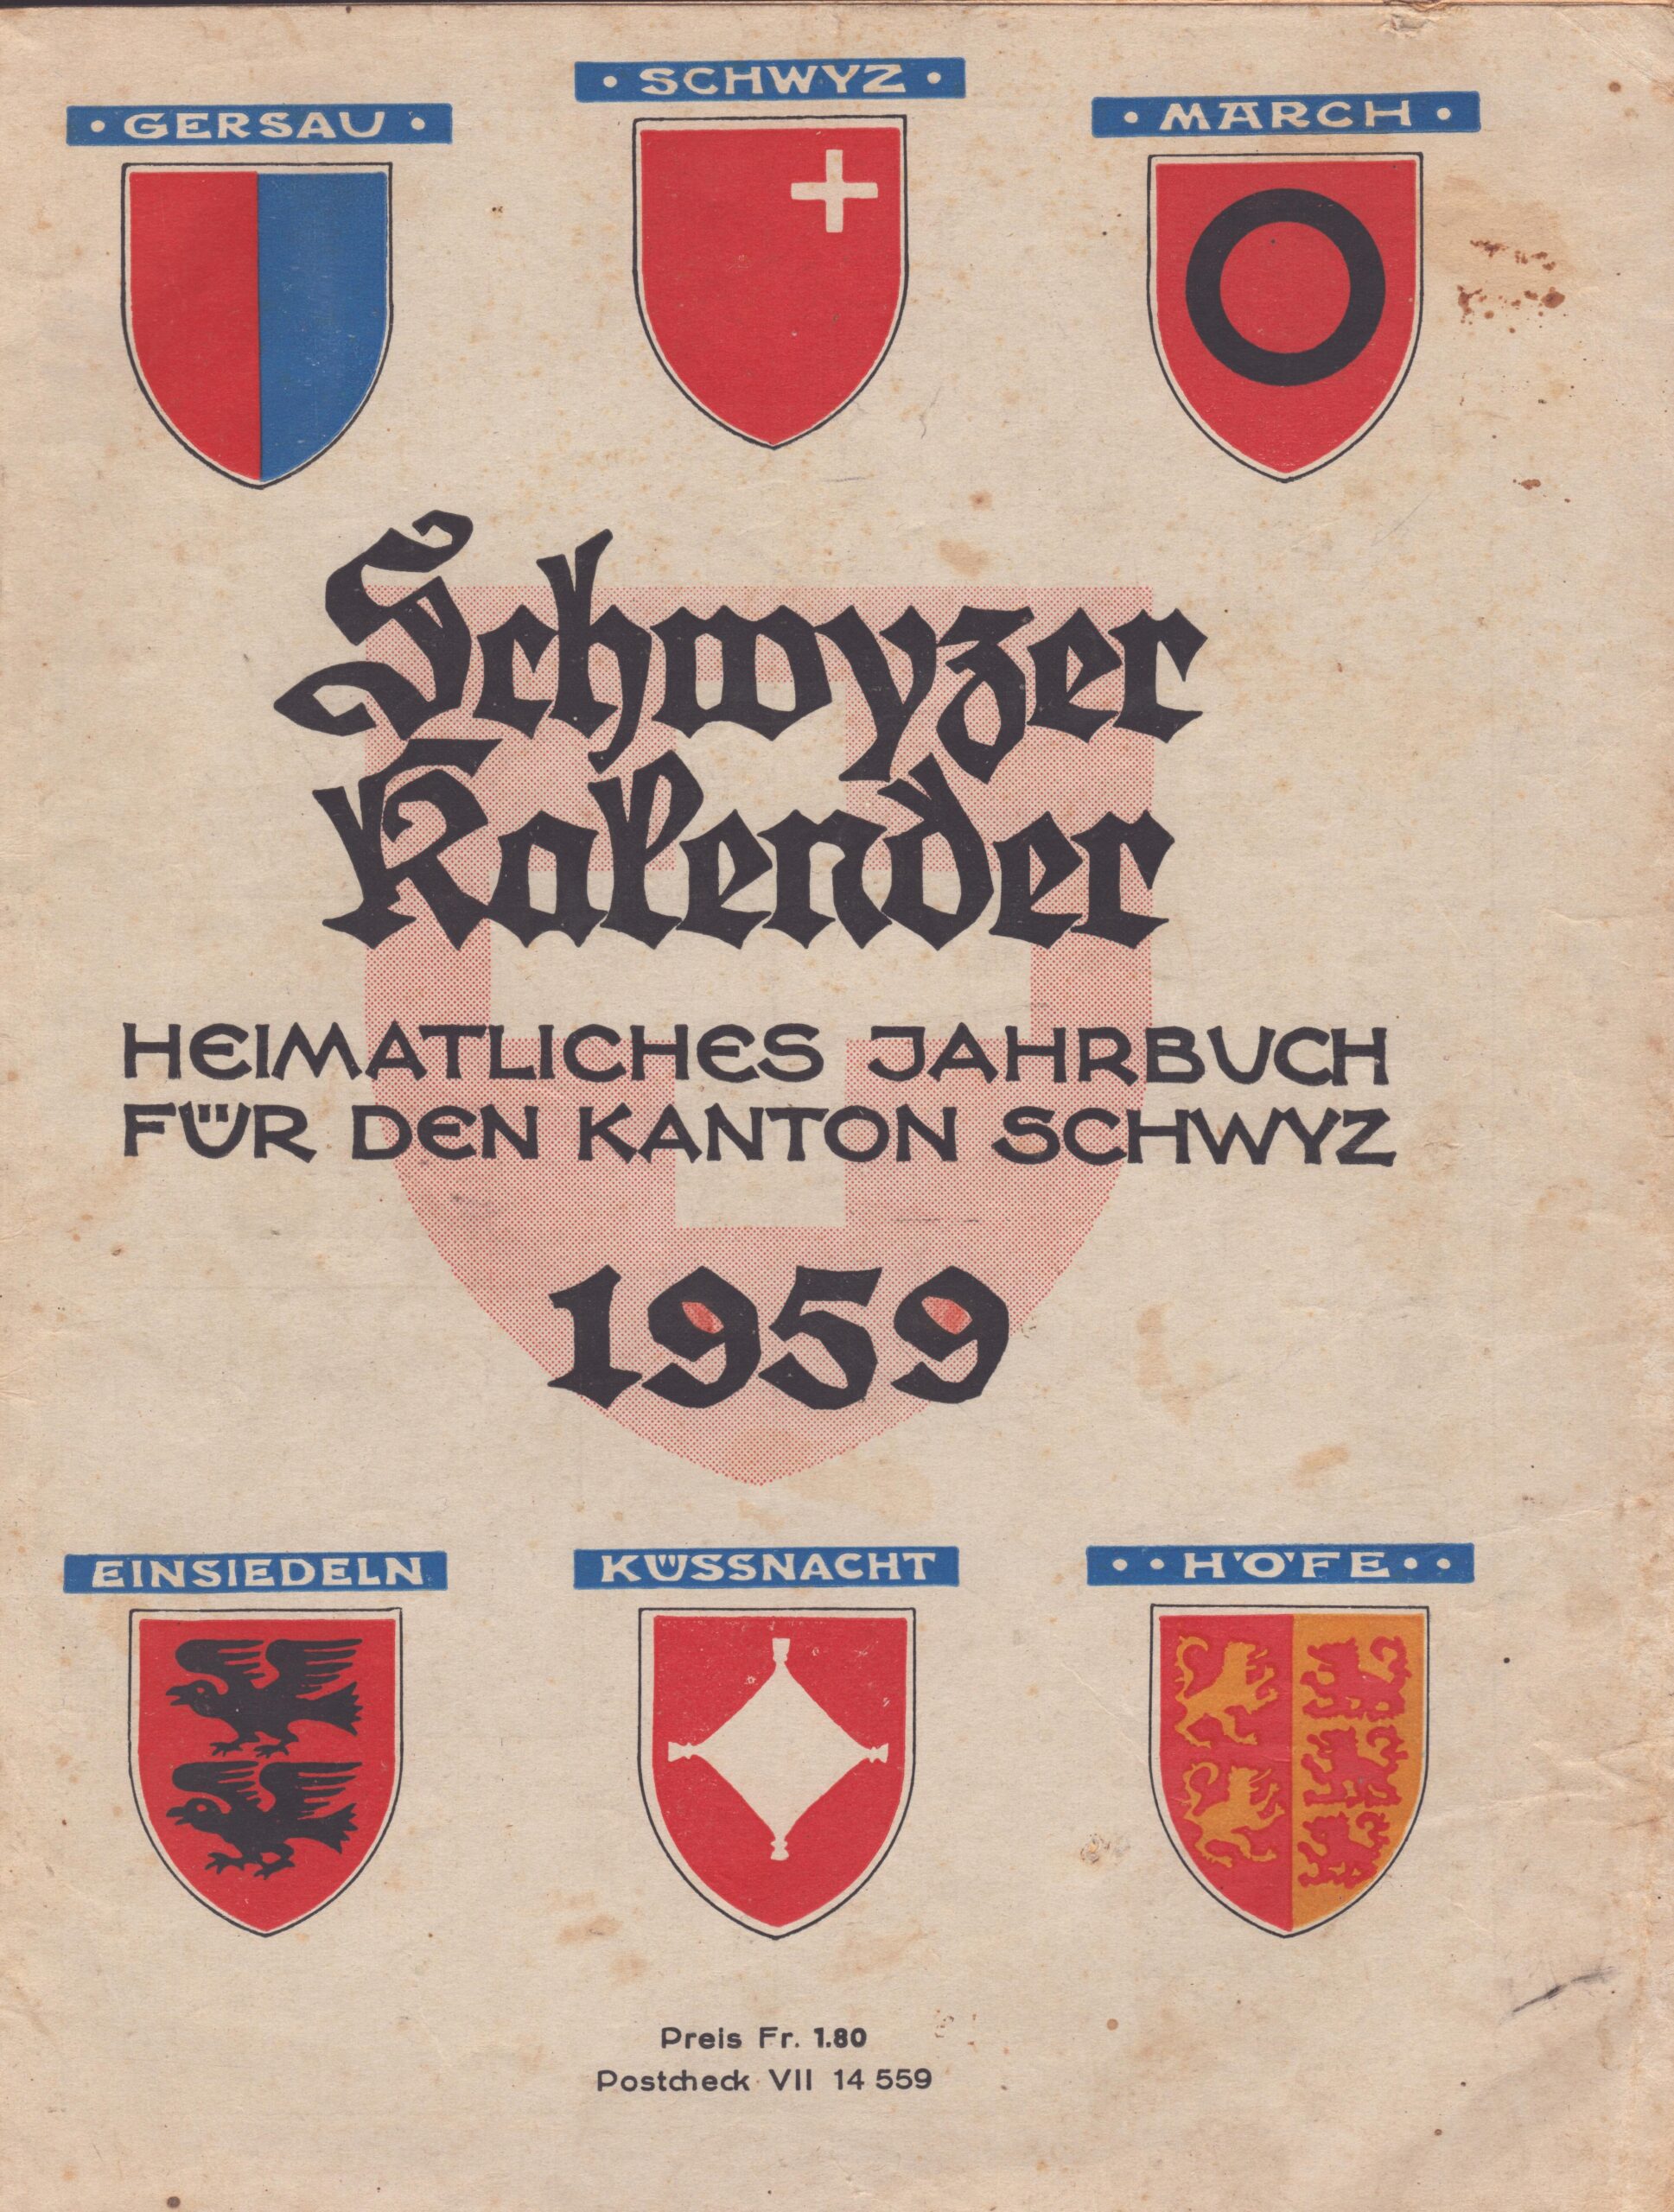 · GERSAU ·
· SCHWYZ ·
· MARCH ·
Schwyzer
Kalender
HEIMATLICHES JAHRBUCH
FÜR DEN KANTON SCHWYZ
1959
EINSIEDELN
KÜSSNACHT
· · HÖFE · ·
Preis Fr. 1.80
Postcheck VII 14 559